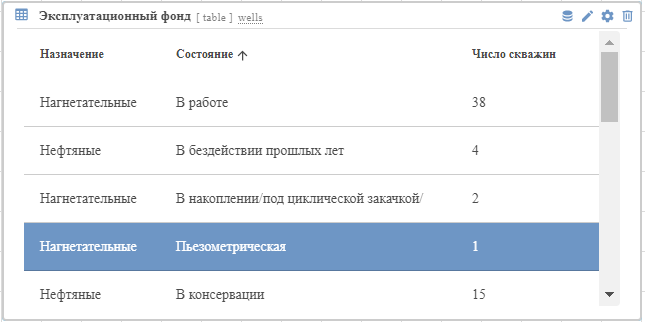 Эксплуатационный фонд [ table ] wells
Назначение Состояние Число скважин
Нагнетательные В работе 38
Нефтяные В бездействии прошлых лет 4
Нагнетательные В накоплении/под циклической закачкой/ 2
Нагнетательные Пьезометрическая 1
Нефтяные В консервации 15